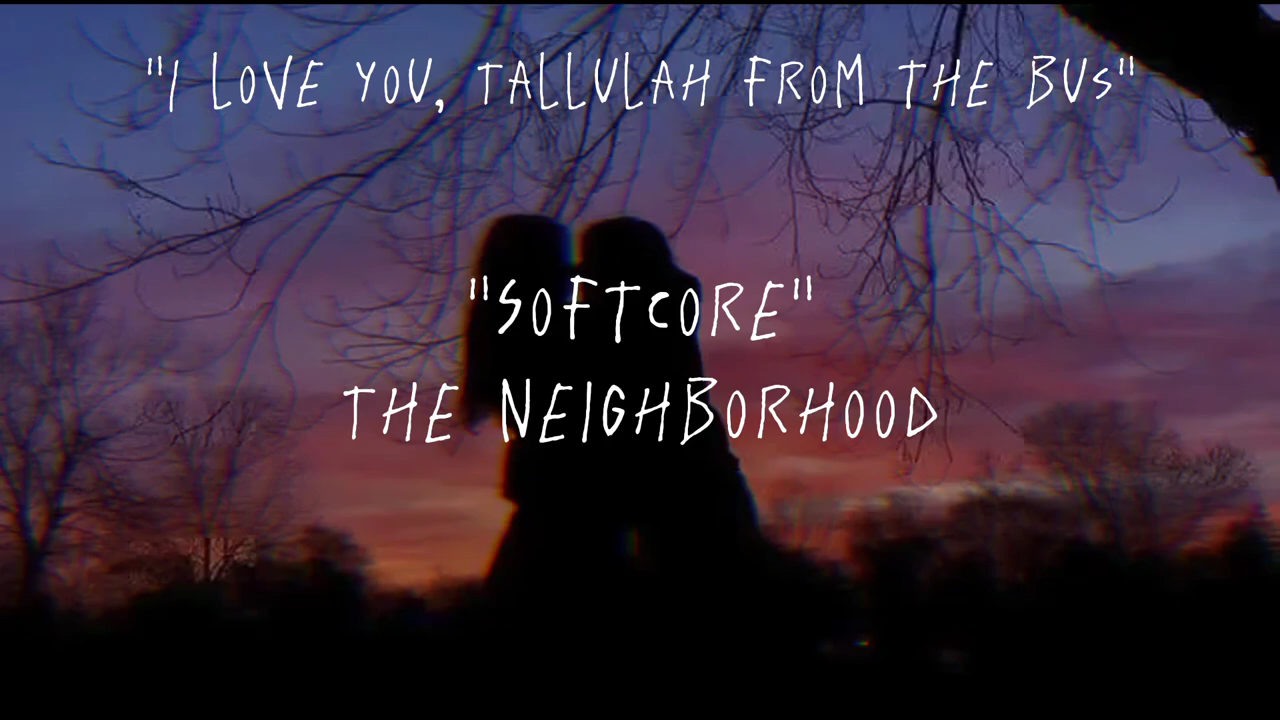 "I LOVE YOU, TALLULAH FROM THE BUS"
"SOFTCORE"
THE NEIGHBORHOOD